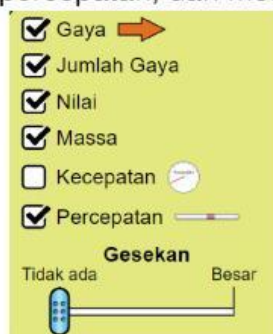 Gaya
Jumlah Gaya
Nilai
Massa
Kecepatan
Percepatan
Gesekan
Tidak ada Besar